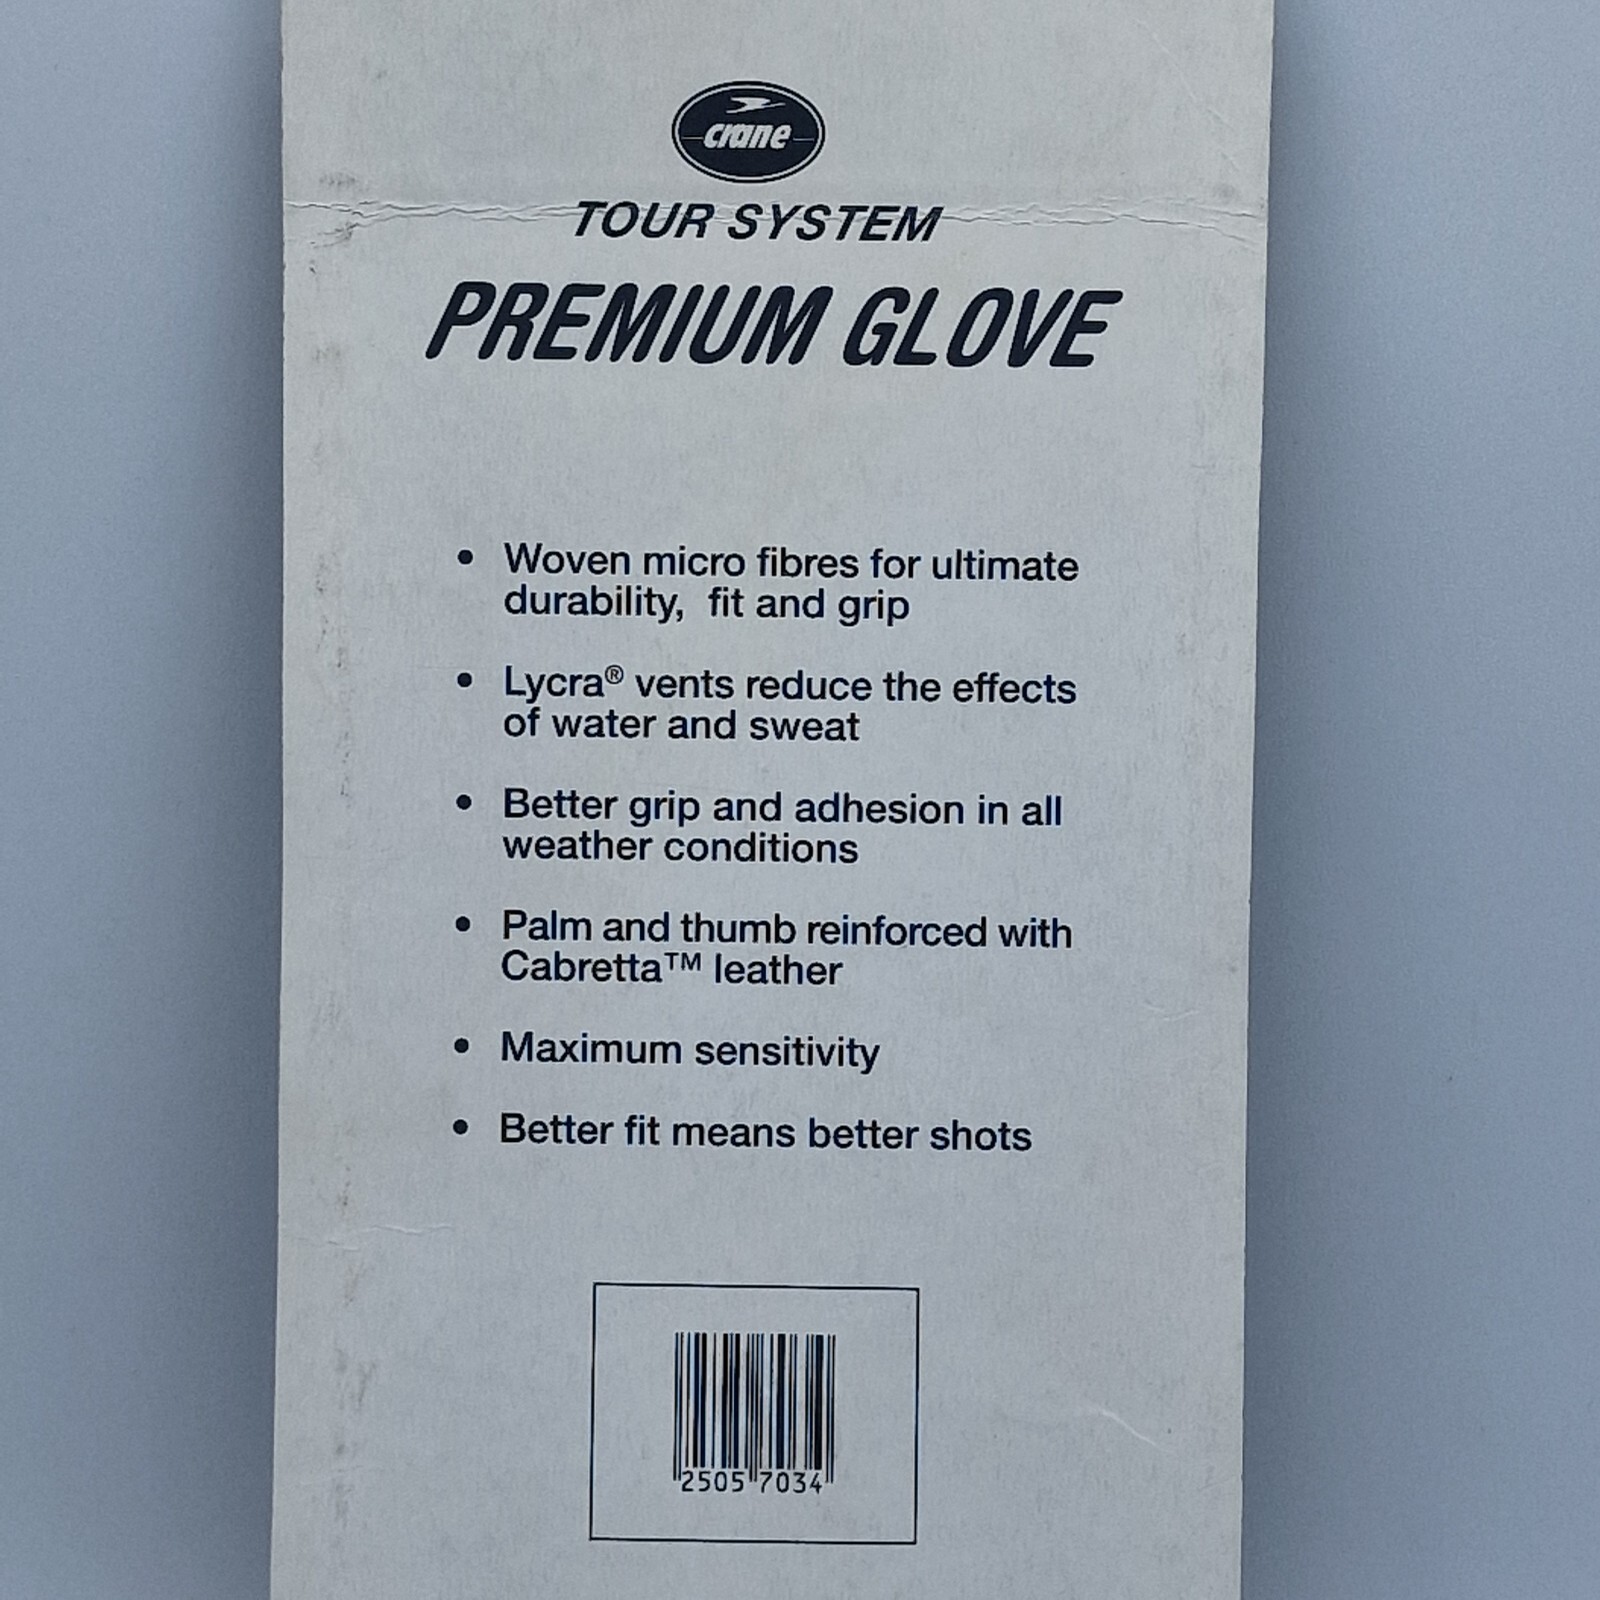 crane
TOUR SYSTEM
PREMIUM GLOVE
• Woven micro fibres for ultimate
durability, fit and grip
• Lycra® vents reduce the effects
of water and sweat
• Better grip and adhesion in all
weather conditions
• Palm and thumb reinforced with
Cabretta™ leather
• Maximum sensitivity
• Better fit means better shots
2505 7034